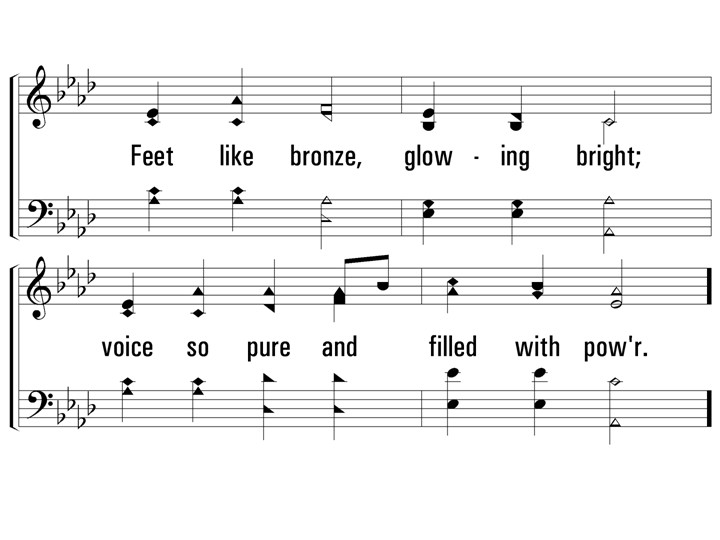 Feet like bronze, glow - ing bright;
voice so pure and filled with pow'r.